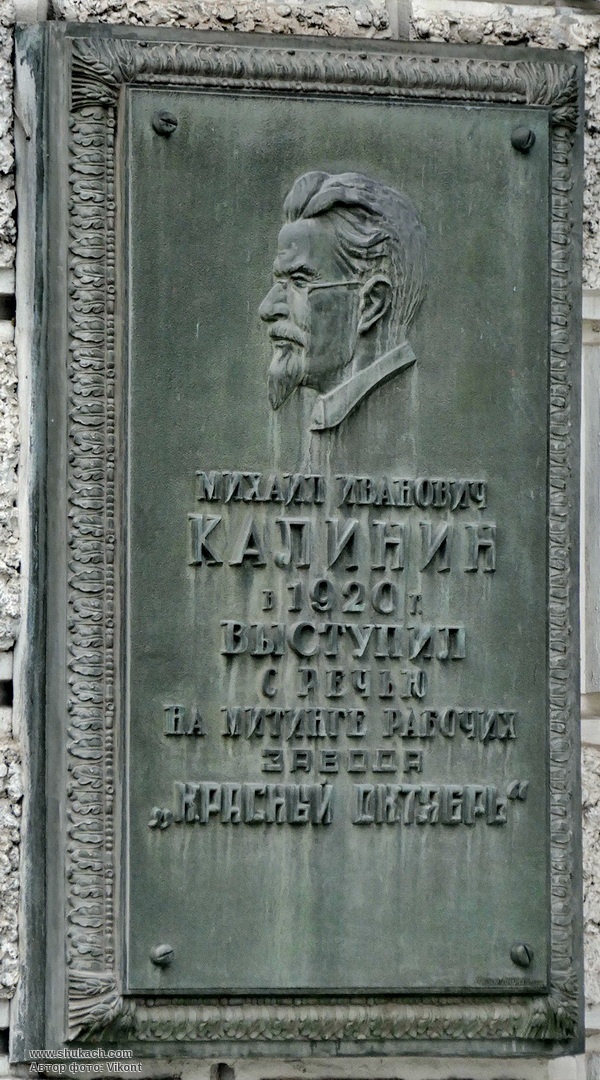 МИХАИЛ ИВАНОВИЧ
КАЛИНИН
в 1920 г.
ВЫСТУПИЛ
С РЕЧЬЮ
НА МИТИНГЕ РАБОЧИХ
ЗАВОДА
„КРАСНЫЙ ОКТЯБРЬ“
www.shukach.com
Автор фото: Vikont